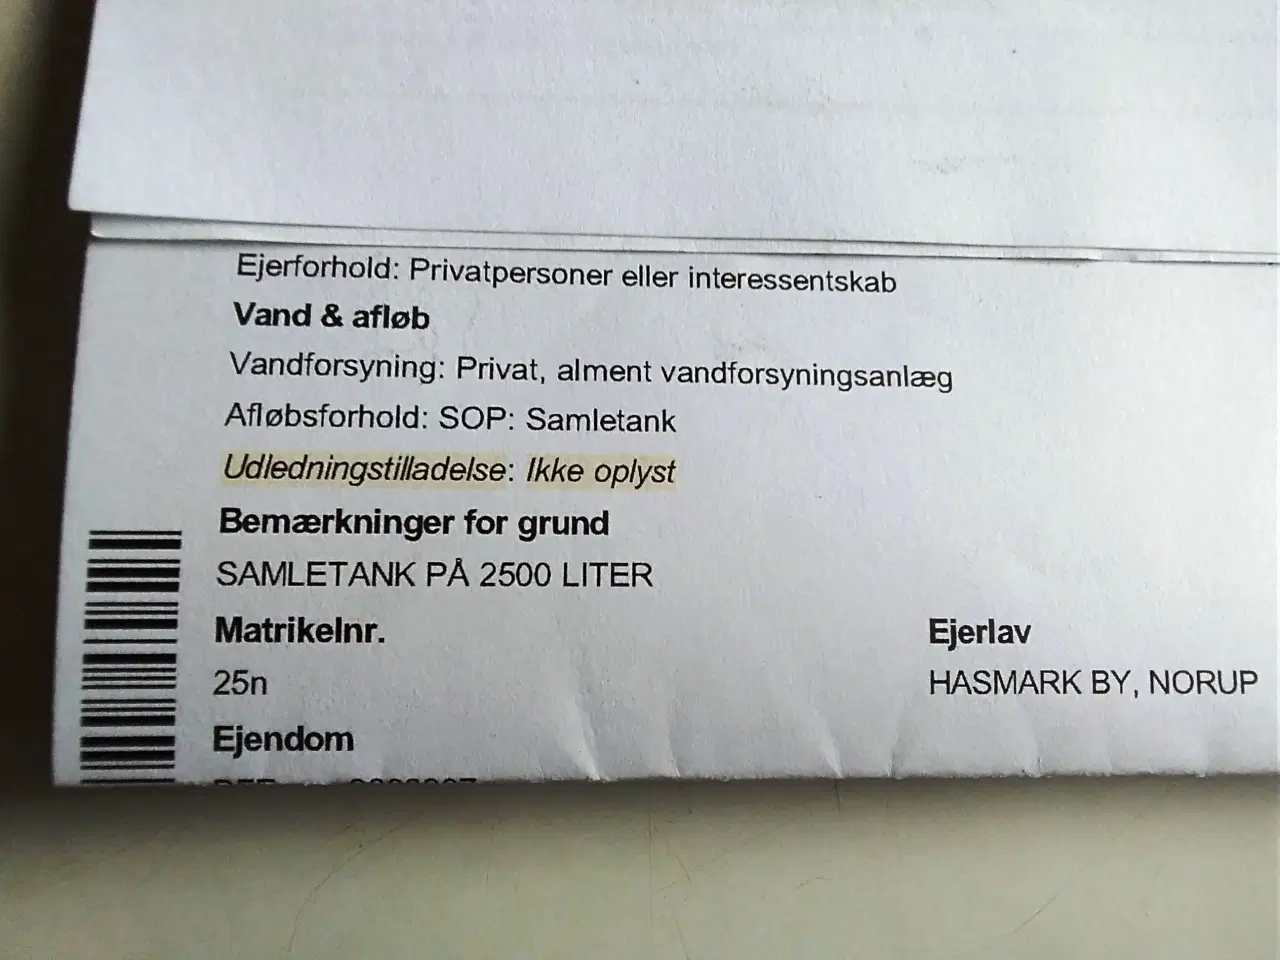 Ejerforhold: Privatpersoner eller interessentskab
Vand & afløb
Vandforsyning: Privat, alment vandforsyningsanlæg
Afløbsforhold: SOP: Samletank
Udledningstilladelse: Ikke oplyst
Bemærkninger for grund
SAMLETANK PÅ 2500 LITER
Matrikelnr. Ejerlav
25n HASMARK BY, NORUP
Ejendom